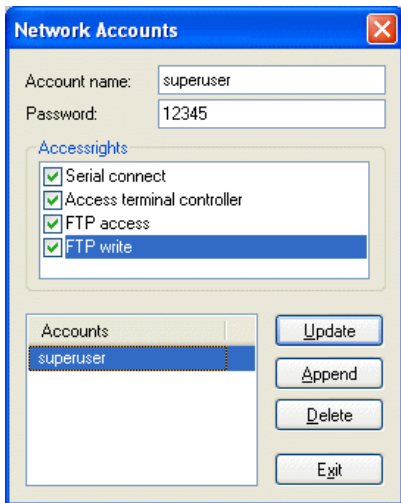 Network Accounts
Account name: superuser
Password: 12345
Accessrights
Serial connect
Access terminal controller
FTP access
FTP write
Accounts
superuser
Update
Append
Delete
Exit